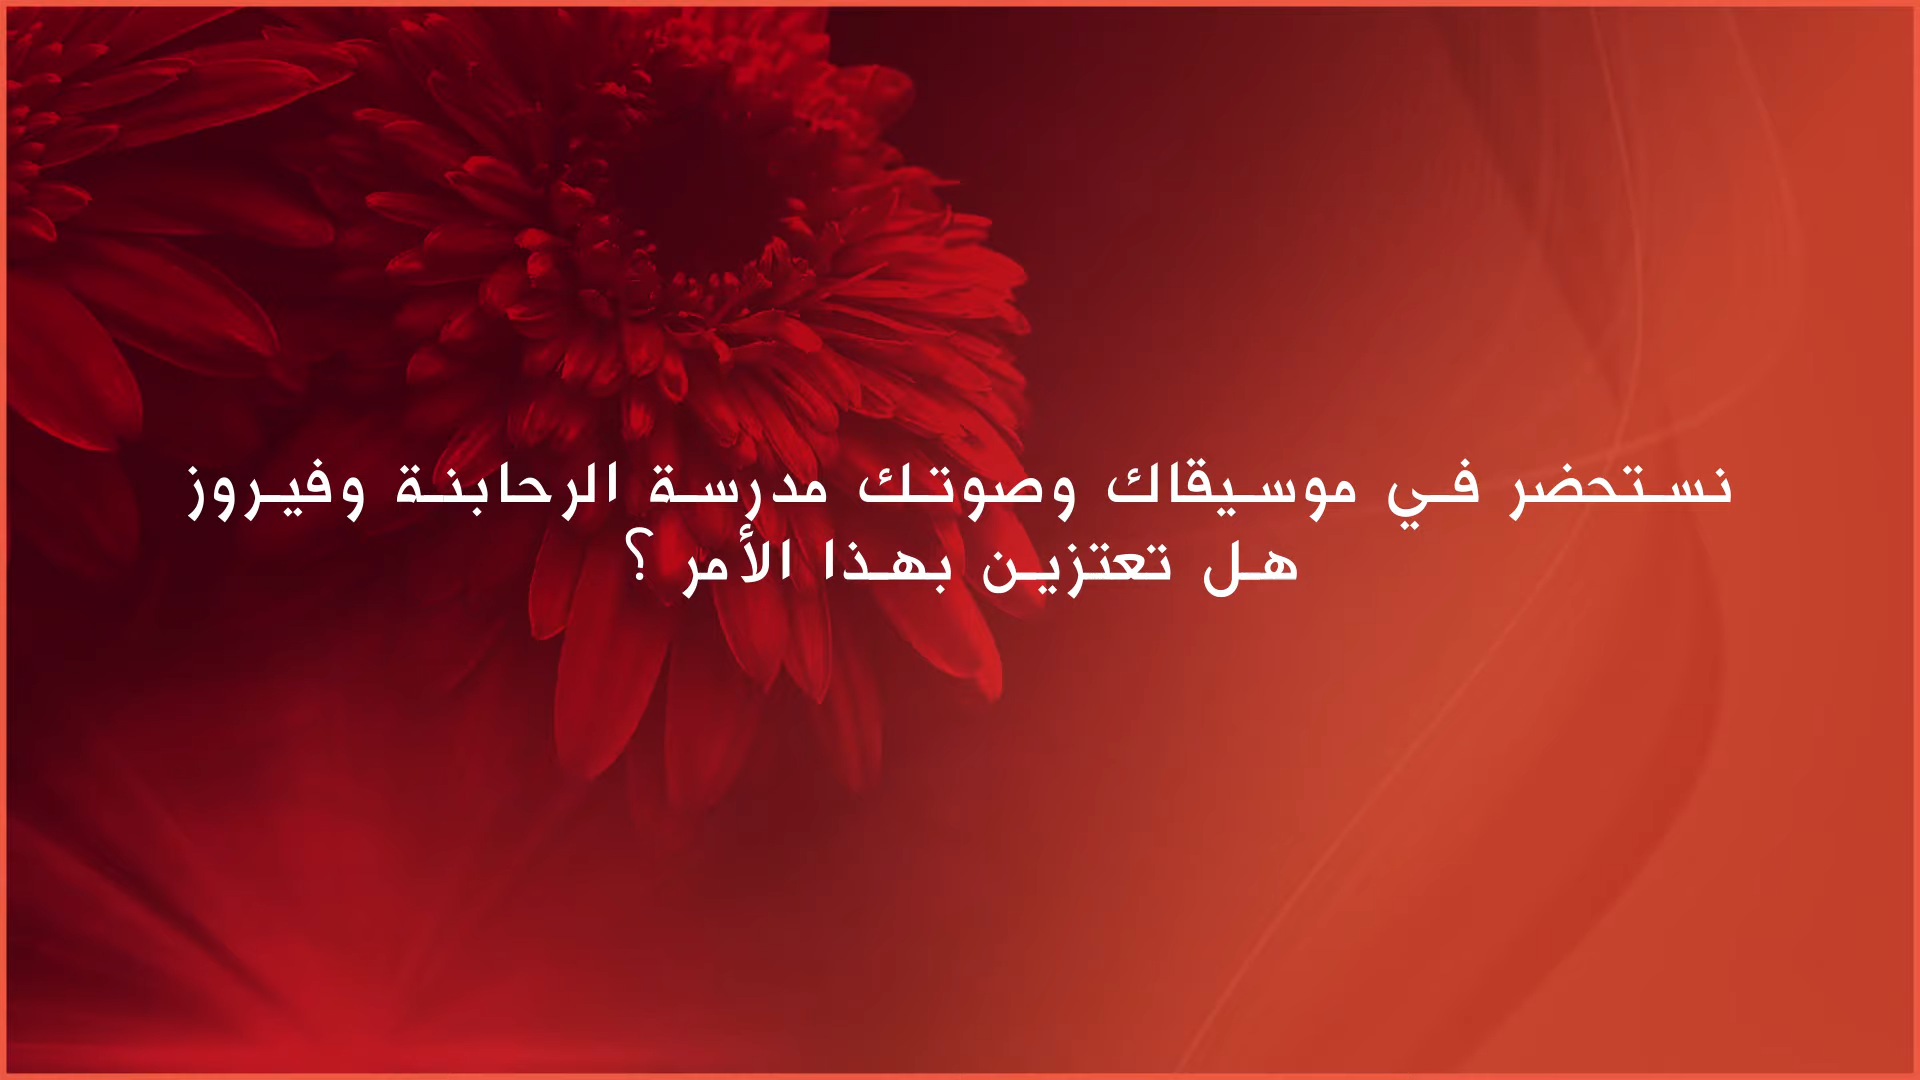 نستحضر في موسيقاك وصوتك مدرسة الرحابنة وفيروز
هل تعتزين بهذا الأمر ؟